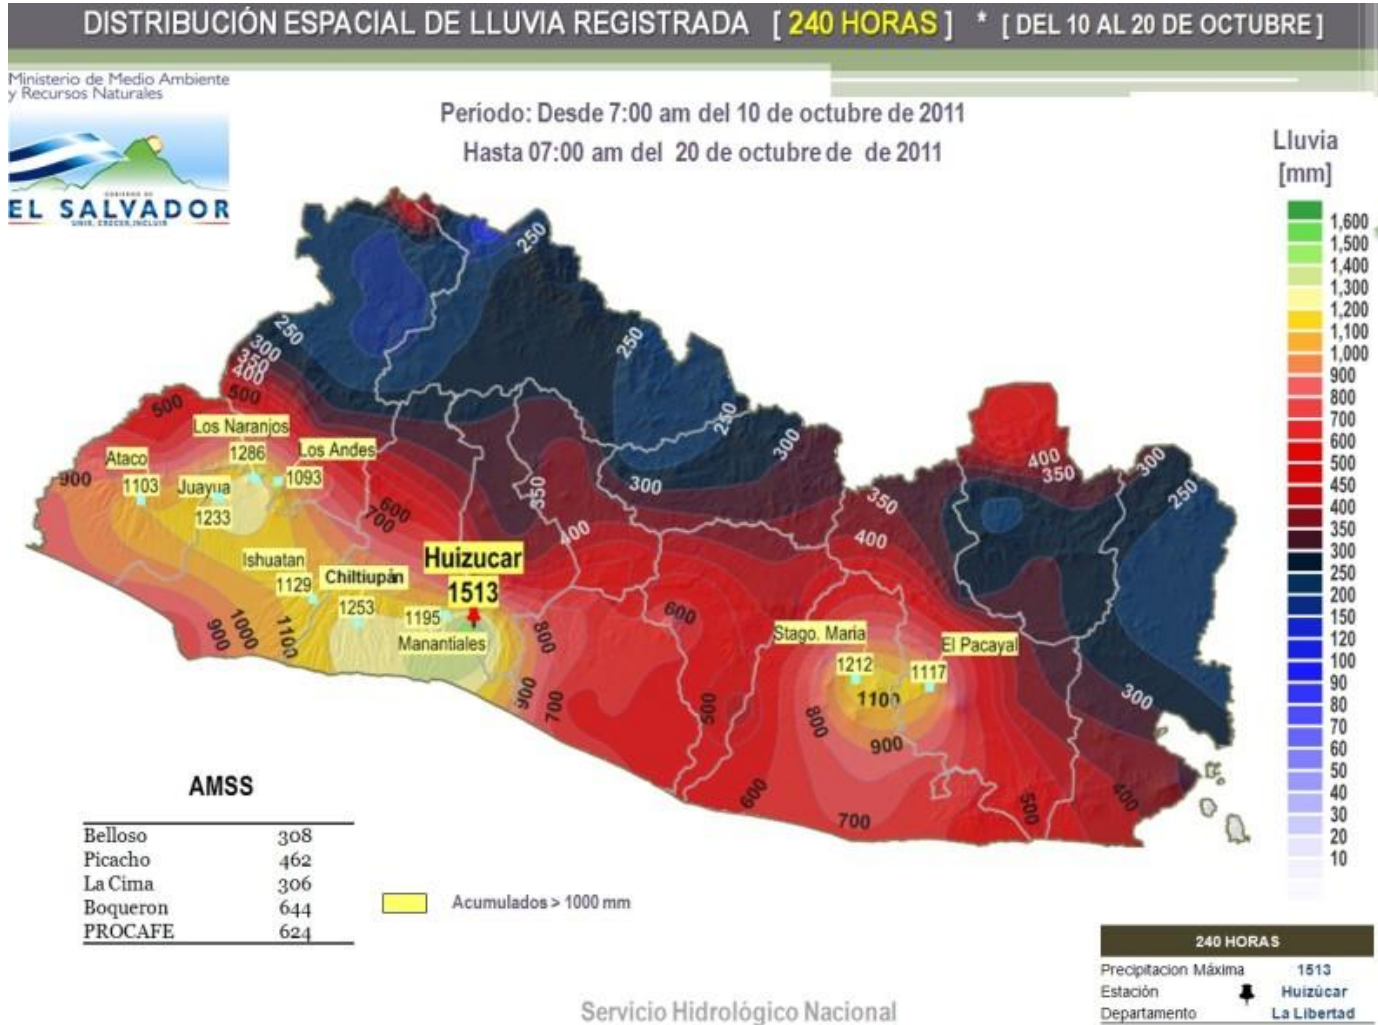 DISTRIBUCIÓN ESPACIAL DE LLUVIA REGISTRADA [ 240 HORAS ] * [ DEL 10 AL 20 DE OCTUBRE ]
Ministerio de Medio Ambiente
y Recursos Naturales
GOBIERNO DE
EL SALVADOR
UNIR, CRECER, INCLUIR
Período: Desde 7:00 am del 10 de octubre de 2011
Hasta 07:00 am del 20 de octubre de de 2011
Lluvia
[mm]
1,600
1,500
1,400
1,300
1,200
1,100
1,000
900
800
700
600
500
450
400
350
300
250
200
150
120
100
90
80
70
60
50
40
30
20
10
250
250
300
350
400
500
500
250
250
300
300
350
400
350
400
350
400
300
250
300
Los Naranjos
1286
Los Andes
1093
Ataco
1103
Juayua
1233
900
600
700
Ishuatan
1129
Chiltiupán
1253
Huizucar
1513
1195
Manantiales
900
1000
1100
800
900
700
600
500
600
Stago. Maria
1212
El Pacayal
1117
1100
800
900
700
500
400
AMSS
Belloso 308
Picacho 462
La Cima 306
Boqueron 644
PROCAFE 624
Acumulados > 1000 mm
240 HORAS
Precipitacion Máxima 1513
Estación Huizúcar
Departamento La Libertad
Servicio Hidrológico Nacional